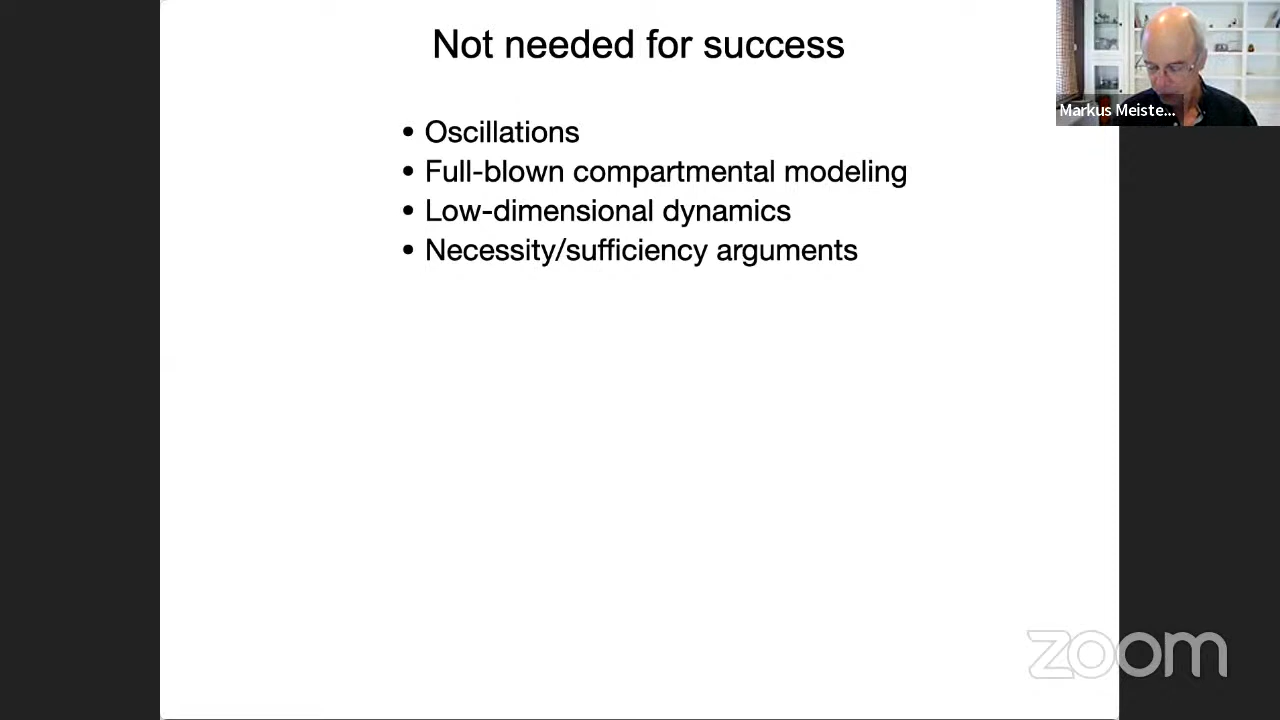 Not needed for success
• Oscillations
• Full-blown compartmental modeling
• Low-dimensional dynamics
• Necessity/sufficiency arguments
Markus Meiste...
zoom